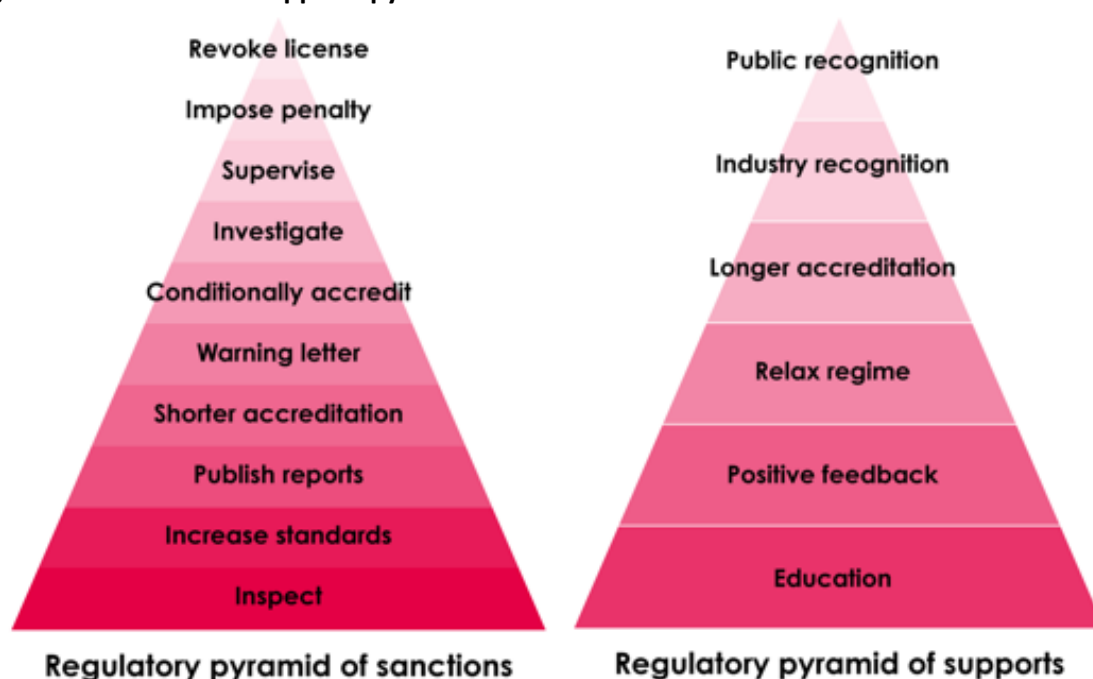 Revoke license
Impose penalty
Supervise
Investigate
Conditionally accredit
Warning letter
Shorter accreditation
Publish reports
Increase standards
Inspect
Regulatory pyramid of sanctions
Public recognition
Industry recognition
Longer accreditation
Relax regime
Positive feedback
Education
Regulatory pyramid of supports